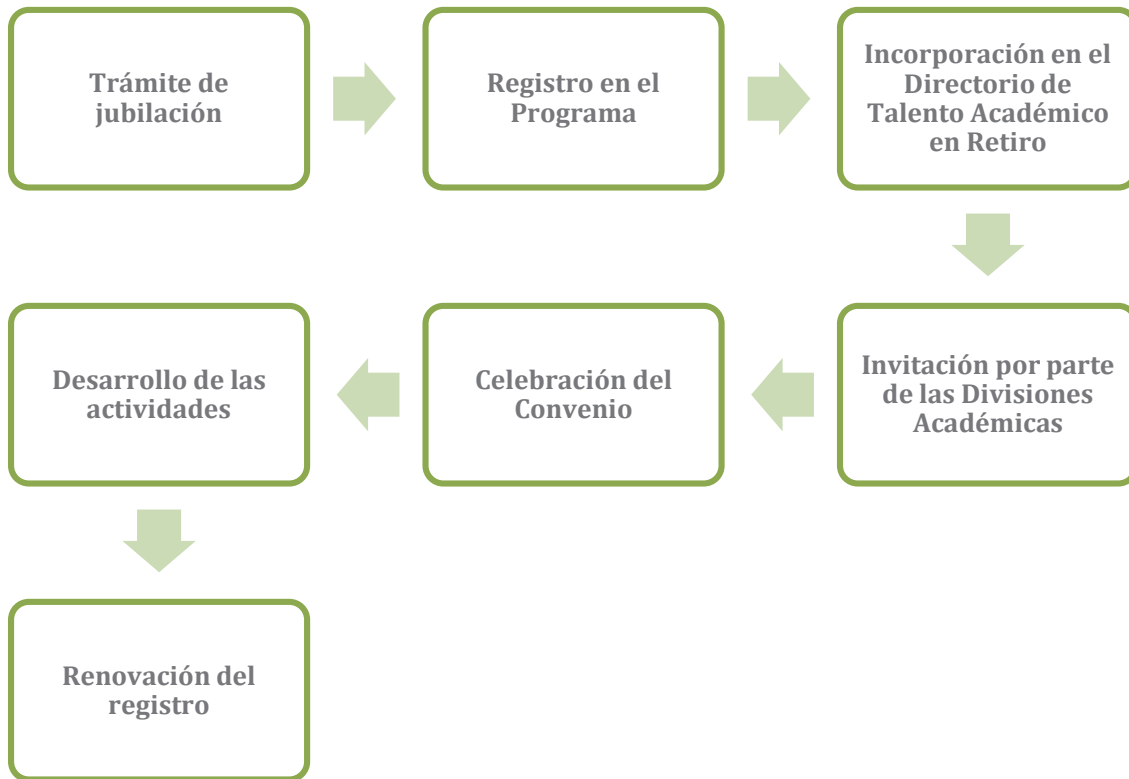 Trámite de
jubilación
Registro en el
Programa
Incorporación en el
Directorio de
Talento Académico
en Retiro
Invitación por parte
de las Divisiones
Académicas
Celebración del
Convenio
Desarrollo de las
actividades
Renovación del
registro